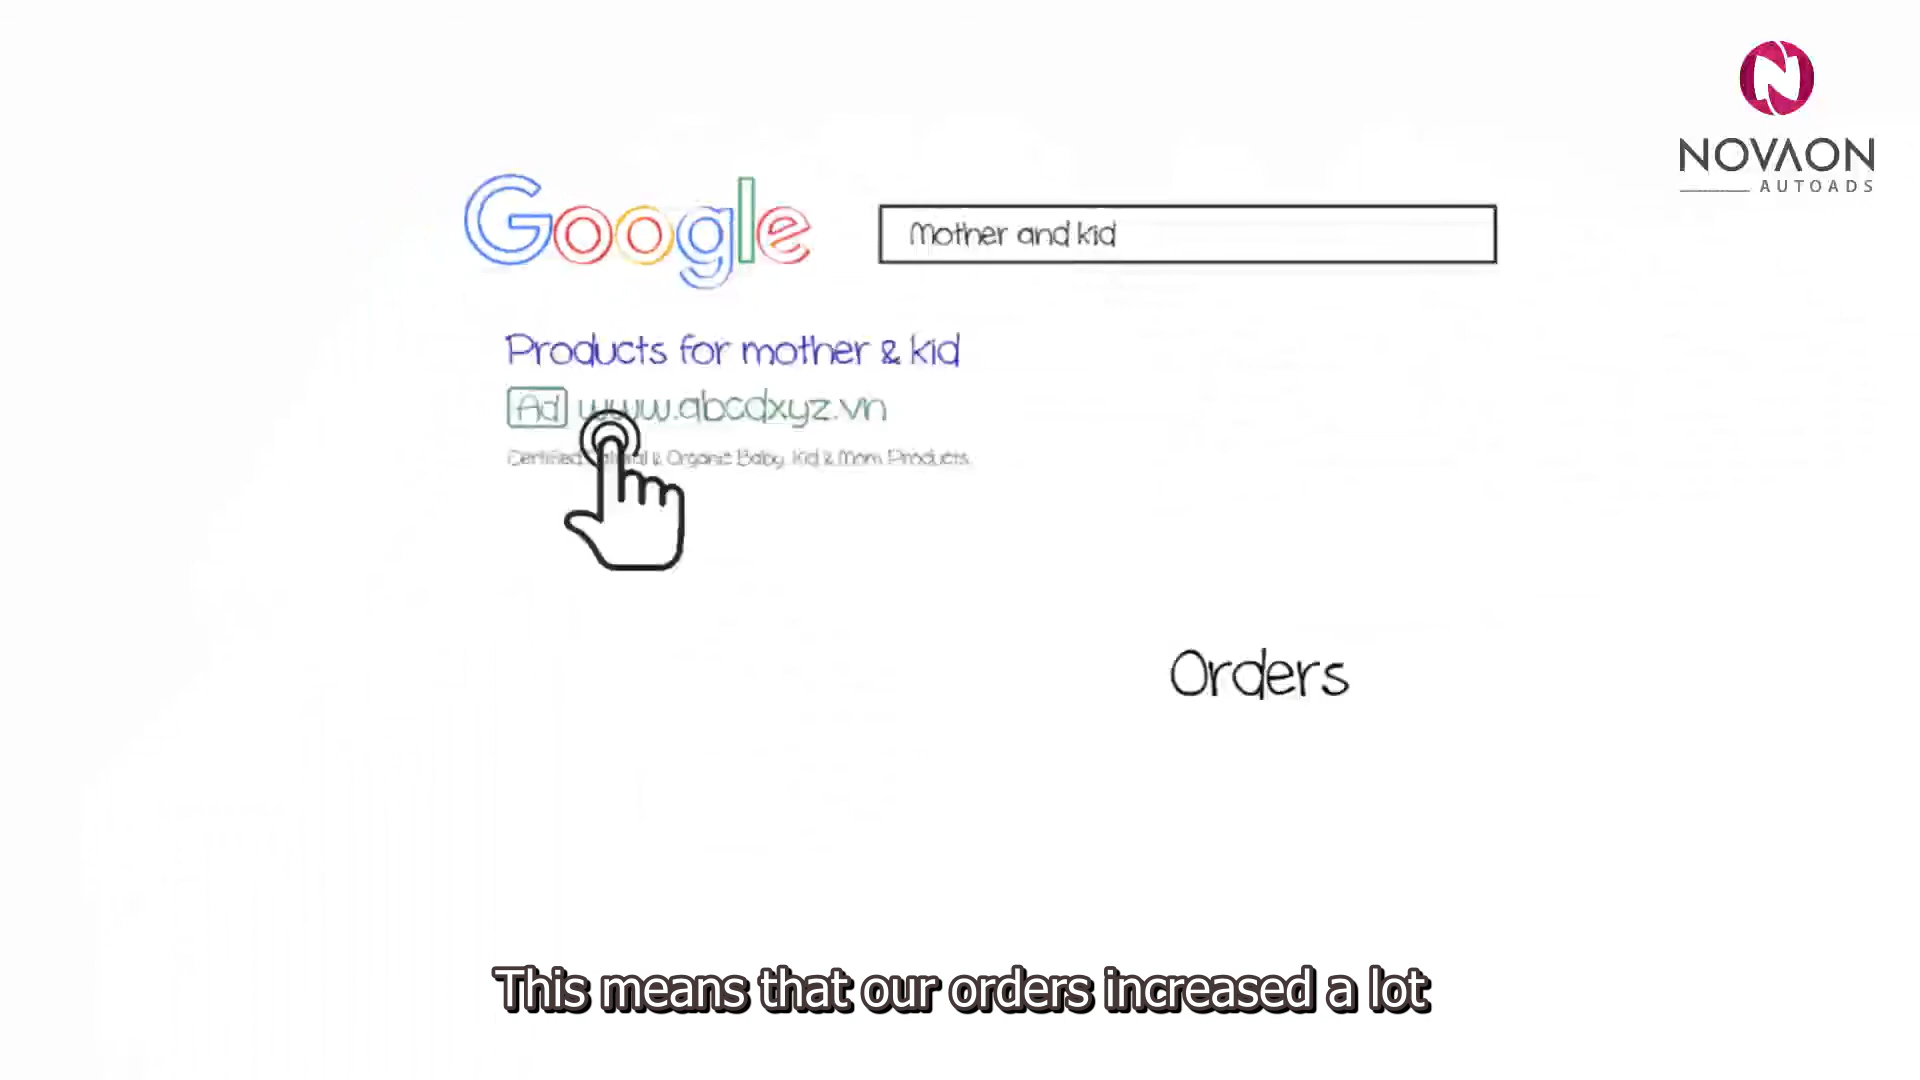 NOVAON
AUTOADS
Google
Mother and kid
Products for mother & kid
Ad www.abcdxyz.vn
Certified & Organic Baby, Kid & Mom Products
Orders
This means that our orders increased a lot